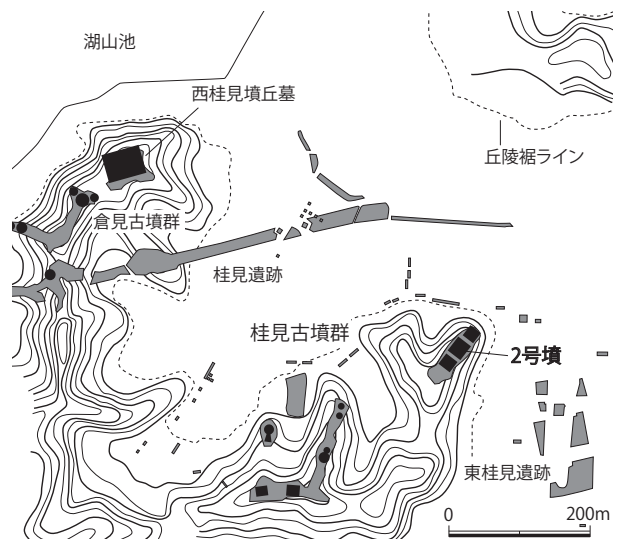 湖山池
西桂見墳丘墓
丘陵裾ライン
倉見古墳群
桂見遺跡
桂見古墳群
2号墳
東桂見遺跡
0 200m